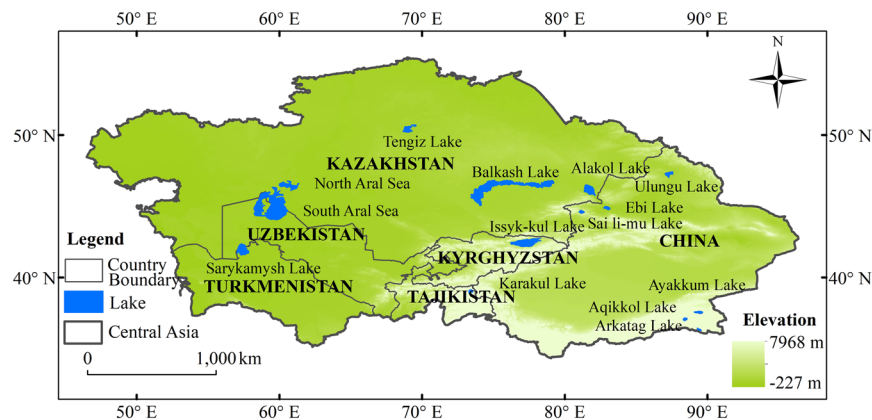 50° E 60° E 70° E 80° E 90° E
N
50° N 50° N
Tengiz Lake
KAZAKHSTAN
Balkash Lake Alakol Lake
North Aral Sea Ulungu Lake
Ebi Lake
South Aral Sea
Sai li-mu Lake
Issyk-kul Lake
UZBEKISTAN
CHINA
Legend
KYRGHYZSTAN
Country
Boundary
Sarykamysh Lake
40° N 40° N
TURKMENISTAN
Karakul Lake
Ayakkum Lake
TAJIKISTAN
Lake
Aqikkol Lake
Arkatag Lake
Elevation
Central Asia
7968 m
-227 m
0 1,000 km
50° E 60° E 70° E 80° E 90° E